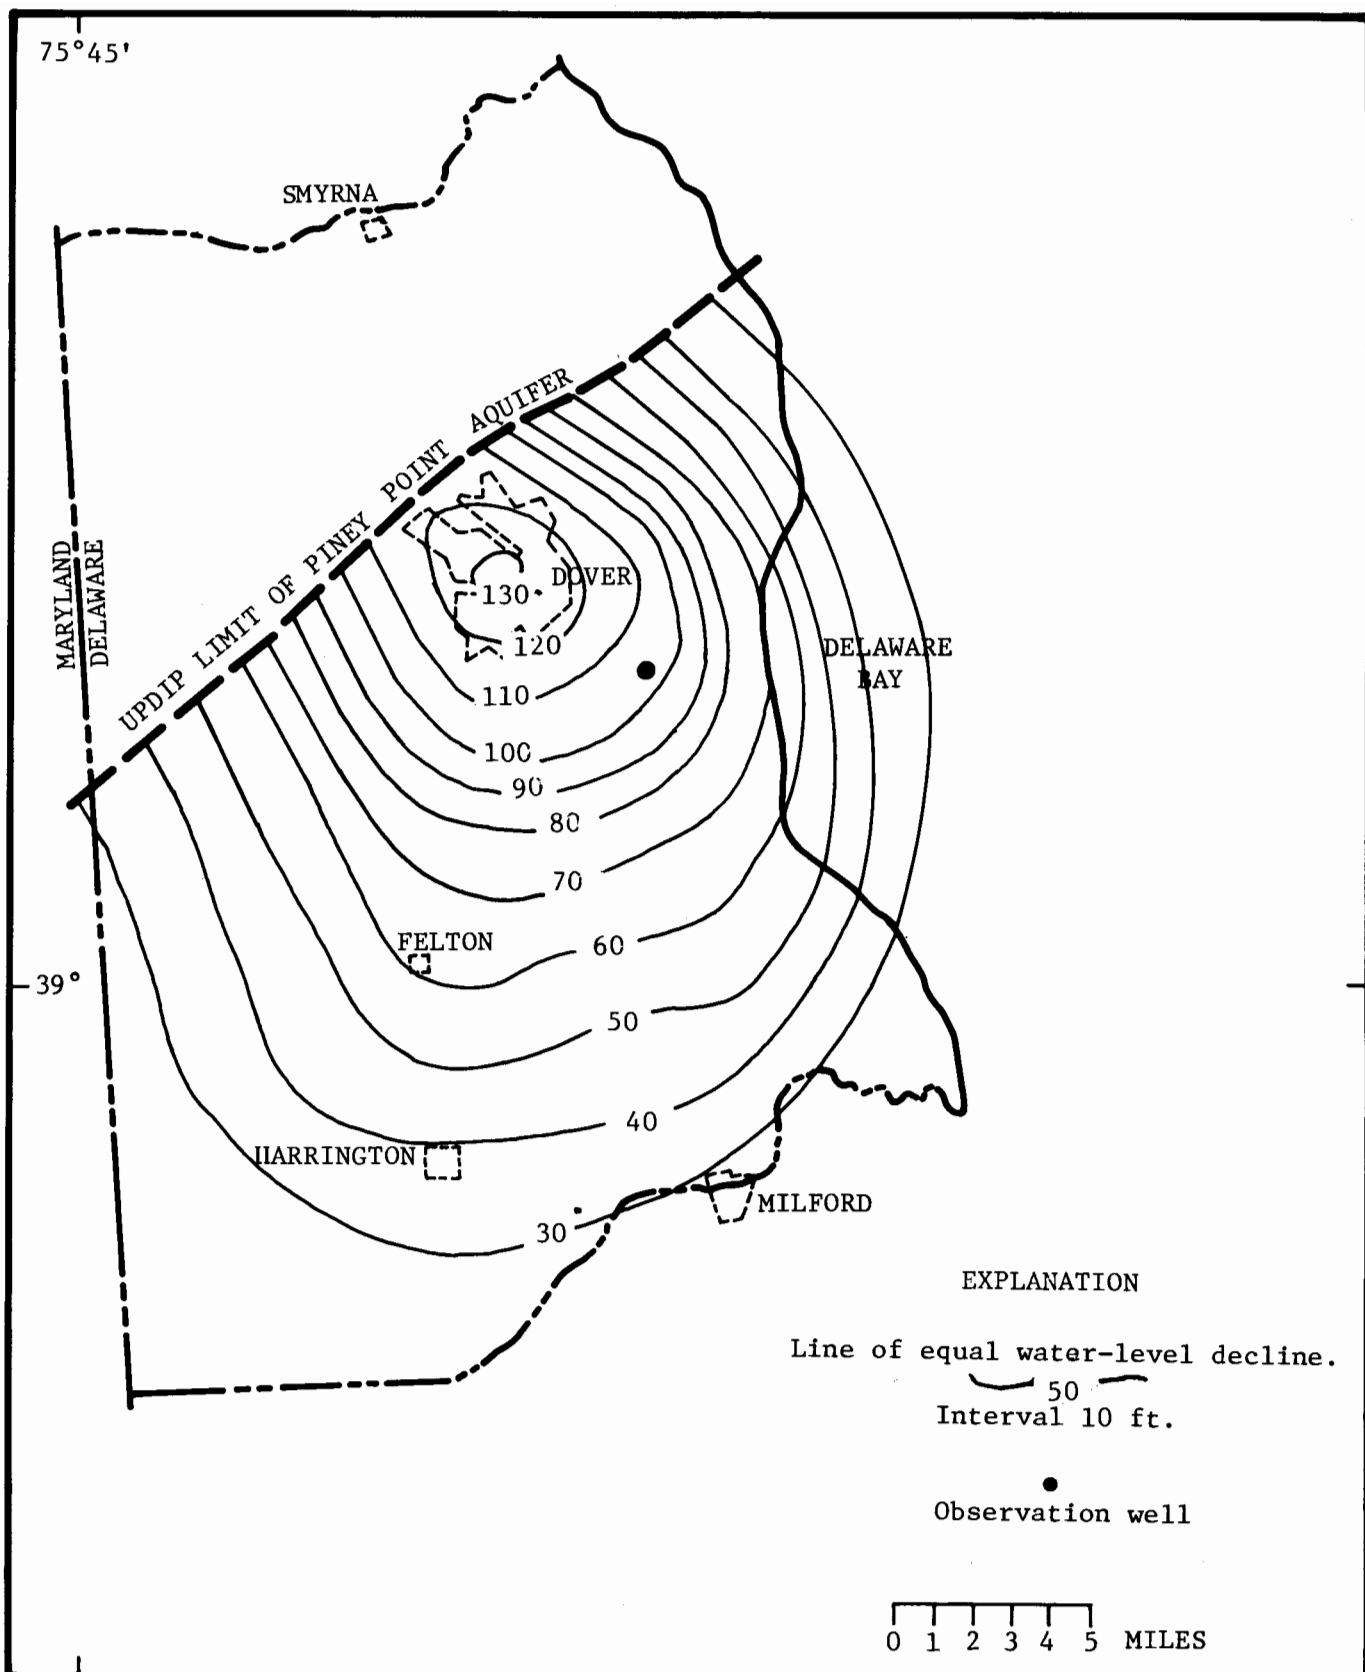 75°45'
SMYRNA
UPDIP LIMIT OF PINEY POINT AQUIFER
MARYLAND
DELAWARE
DOVER
130
120
DELAWARE
BAY
110
100
90
80
70
FELTON
60
39°
50
40
HARRINGTON
MILFORD
30
EXPLANATION
Line of equal water-level decline.
50
Interval 10 ft.
Observation well
0 1 2 3 4 5 MILES